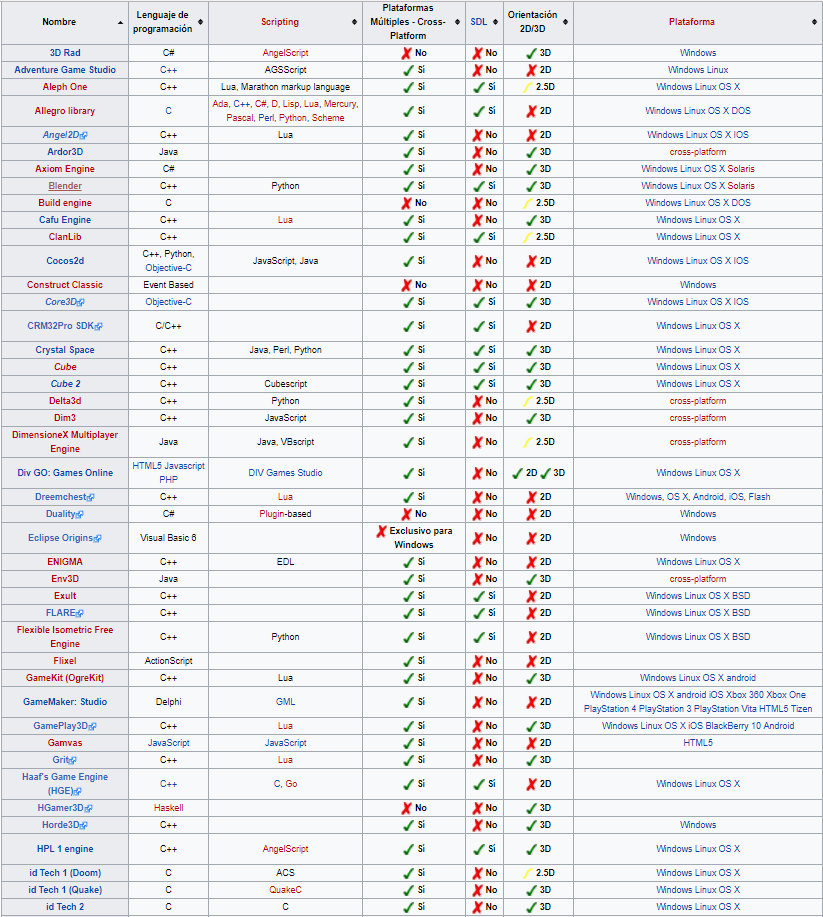 Nombre Lenguaje de programación Scripting Plataformas Múltiples - Cross-Platform SDL Orientación 2D/3D Plataforma
3D Rad C# AngelScript No No 3D Windows
Adventure Game Studio C++ AGSScript Sí No 2D Windows Linux
Aleph One C++ Lua, Marathon markup language Sí Sí 2.5D Windows Linux OS X
Allegro library C Ada, C++, C#, D, Lisp, Lua, Mercury, Pascal, Perl, Python, Scheme Sí Sí 2D Windows Linux OS X DOS
Angel2D C++ Lua Sí No 2D Windows Linux OS X IOS
Ardor3D Java Sí No 3D cross-platform
Axiom Engine C# Sí No 3D Windows Linux OS X Solaris
Blender C++ Python Sí Sí 3D Windows Linux OS X Solaris
Build engine C No No 2.5D Windows Linux OS X DOS
Cafu Engine C++ Lua Sí No 3D Windows Linux OS X
ClanLib C++ Sí Sí 2.5D Windows Linux OS X
Cocos2d C++, Python, Objective-C JavaScript, Java Sí No 2D Windows Linux OS X IOS
Construct Classic Event Based No No 2D Windows
Core3D Objective-C Sí Sí 3D Windows Linux OS X IOS
CRM32Pro SDK C/C++ Sí Sí 2D Windows Linux OS X
Crystal Space C++ Java, Perl, Python Sí Sí 3D Windows Linux OS X
Cube C++ Sí Sí 3D Windows Linux OS X
Cube 2 C++ Cubescript Sí Sí 3D Windows Linux OS X
Delta3d C++ Python Sí No 2.5D cross-platform
Dim3 C++ JavaScript Sí No 3D cross-platform
DimensioneX Multiplayer Engine Java Java, VBscript Sí No 2.5D cross-platform
Div GO: Games Online HTML5 Javascript PHP DIV Games Studio Sí No 2D 3D Windows Linux OS X
Dreemchest C++ Lua Sí No 2D Windows, OS X, Android, iOS, Flash
Duality C# Plugin-based No No 2D Windows
Eclipse Origins Visual Basic 6 Exclusivo para Windows No 2D Windows
ENIGMA C++ EDL Sí No 2D Windows Linux OS X
Env3D Java Sí No 3D cross-platform
Exult C++ Sí Sí 2D Windows Linux OS X BSD
FLARE C++ Sí Sí 2D Windows Linux OS X BSD
Flexible Isometric Free Engine C++ Python Sí Sí 2D Windows Linux OS X BSD
Flixel ActionScript Sí No 2D
GameKit (OgreKit) C++ Lua Sí No 3D Windows Linux OS X android
GameMaker: Studio Delphi GML Sí No 2D Windows Linux OS X android iOS Xbox 360 Xbox One PlayStation 4 PlayStation 3 PlayStation Vita HTML5 Tizen
GamePlay3D C++ Lua Sí No 3D Windows Linux OS X iOS BlackBerry 10 Android
Gamvas JavaScript JavaScript Sí No 2D HTML5
Grit C++ Lua Sí No 3D
Haaf's Game Engine (HGE) C++ C, Go Sí Sí 2D Windows Linux OS X
HGamer3D Haskell No No 3D
Horde3D C++ Sí No 3D Windows
HPL 1 engine C++ AngelScript Sí Sí 3D Windows Linux OS X
id Tech 1 (Doom) C ACS Sí No 2.5D Windows Linux OS X
id Tech 1 (Quake) C QuakeC Sí No 3D Windows Linux OS X
id Tech 2 C C Sí No 3D Windows Linux OS X